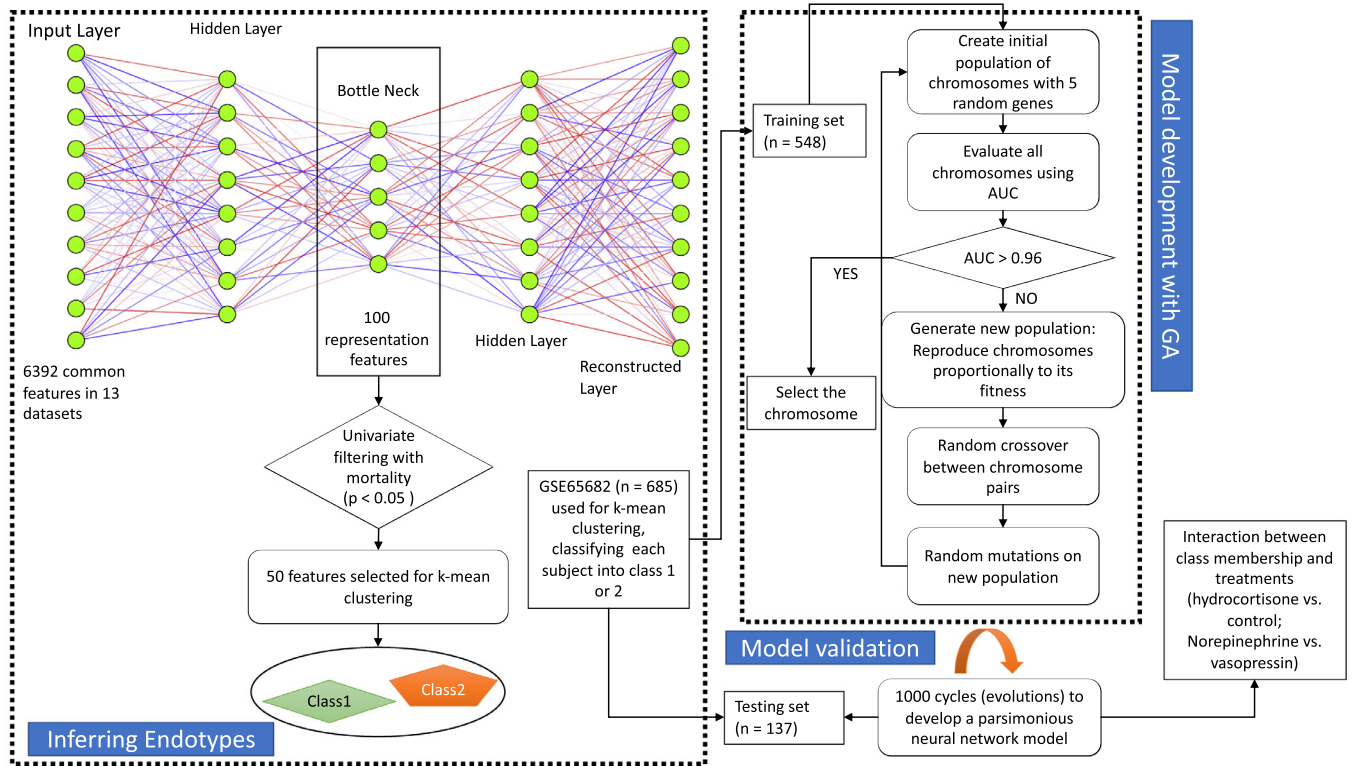 Input Layer
Hidden Layer
Bottle Neck
100
representation
features
Hidden Layer
Reconstructed
Layer
6392 common
features in 13
datasets
Univariate
filtering with
mortality
(p < 0.05 )
50 features selected for k-mean
clustering
Class1
Class2
Inferring Endotypes
GSE65682 (n = 685)
used for k-mean
clustering,
classifying each
subject into class 1
or 2
Training set
(n = 548)
Create initial
population of
chromosomes with 5
random genes
Evaluate all
chromosomes using
AUC
AUC > 0.96
YES
NO
Select the
chromosome
Generate new population:
Reproduce chromosomes
proportionally to its
fitness
Random crossover
between chromosome
pairs
Random mutations on
new population
Model development with GA
Model validation
Testing set
(n = 137)
1000 cycles (evolutions) to
develop a parsimonious
neural network model
Interaction between
class membership and
treatments
(hydrocortisone vs.
control;
Norepinephrine vs.
vasopressin)